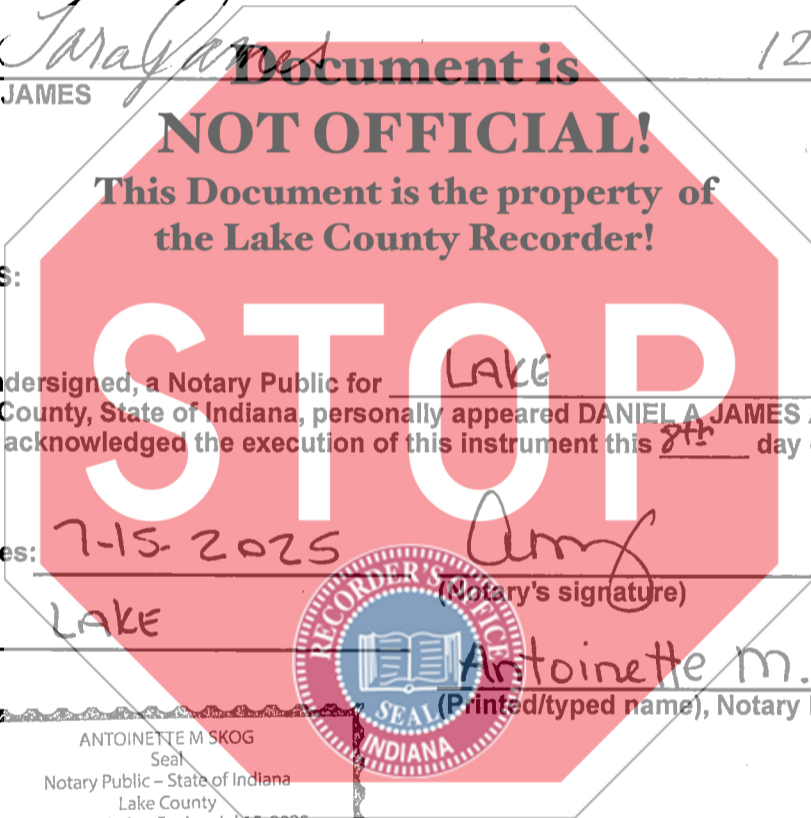 Tara James
12
JAMES
Document is
NOT OFFICIAL!
This Document is the property of
the Lake County Recorder!
S:
STOP
dersigned, a Notary Public for LAKE
County, State of Indiana, personally appeared DANIEL A JAMES
acknowledged the execution of this instrument this 8th day
es: 7-15-2025
(Notary's signature)
LAKE
Antoinette M.
(Printed/typed name), Notary
RECORDER'S OFFICE
SEAL
INDIANA
ANTOINETTE M SKOG
Seal
Notary Public – State of Indiana
Lake County